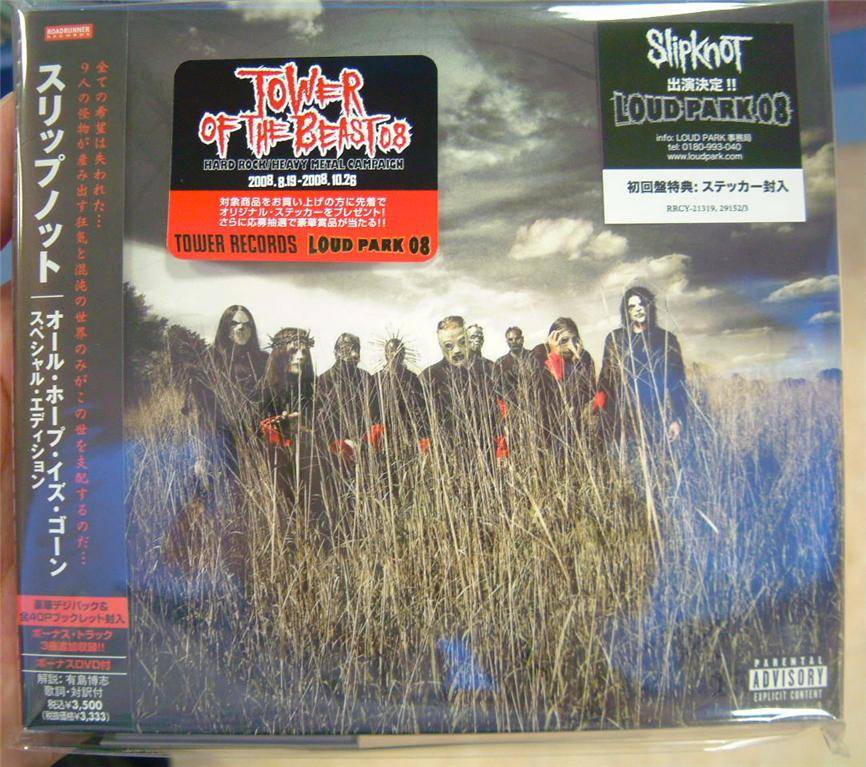 ROADRUNNER
RECORDS
全ての希望は失われた…
9人の怪物が産み出す狂気と混沌の世界のみがこの世を支配するのだ…
スリップノット
オール・ホープ・イズ・ゴーン
スペシャル・エディション
豪華デジパック&
全40Pブックレット封入
ボーナス・トラック
3曲追加収録!!
ボーナスDVD付
解説:有島博志
歌詞・対訳付
税込¥3,500
(税抜価格¥3,333)
TOWER
OF THE BEAST 08
HARD ROCK/HEAVY METAL CAMPAIGN
2008.8.19-2008.10.26
対象商品をお買い上げの方に先着で
オリジナル・ステッカーをプレゼント!
さらに応募抽選で豪華賞品が当たる!!
TOWER RECORDS LOUD PARK 08
SLIPKNOT
出演決定!!
LOUD PARK 08
info: LOUD PARK 事務局
tel: 0180-993-040
www.loudpark.com
初回盤特典: ステッカー封入
RRCY-21319, 29152/3
PARENTAL
ADVISORY
EXPLICIT CONTENT